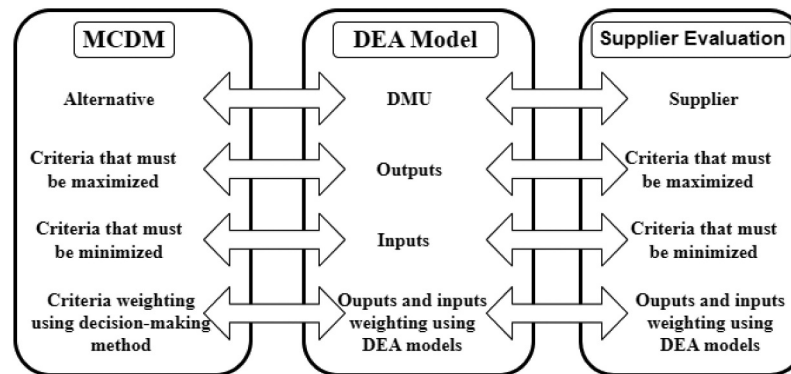 MCDM
Alternative
Criteria that must
be maximized
Criteria that must
be minimized
Criteria weighting
using decision-making
method
DEA Model
DMU
Outputs
Inputs
Ouputs and inputs
weighting using
DEA models
Supplier Evaluation
Supplier
Criteria that must
be maximized
Criteria that must
be minimized
Ouputs and inputs
weighting using
DEA models